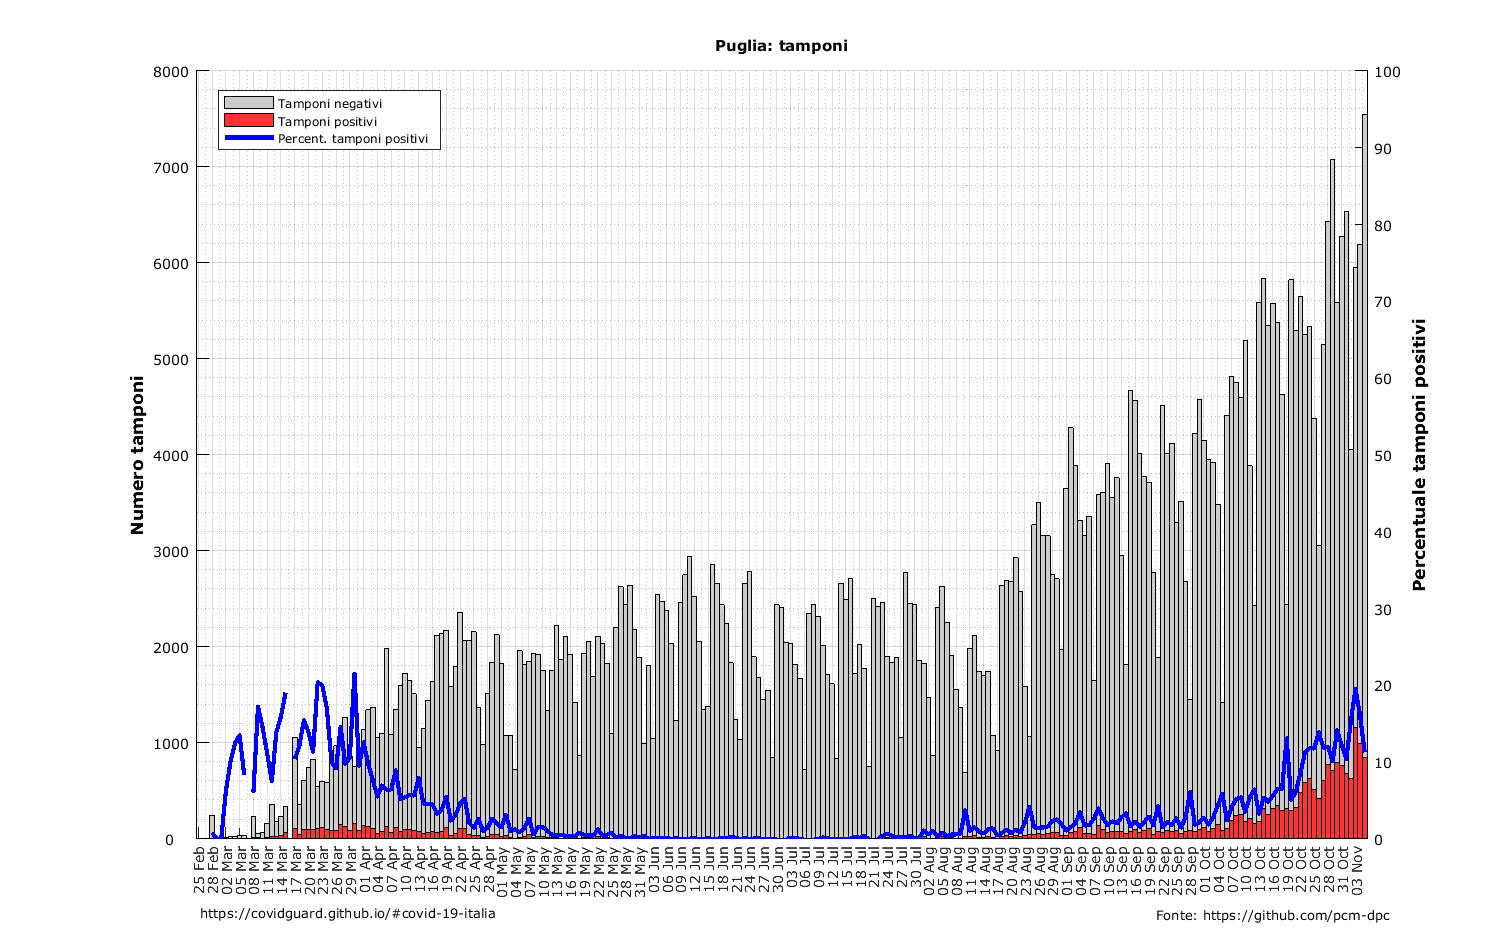 Puglia: tamponi
8000
7000
6000
5000
4000
3000
2000
1000
0
Numero tamponi
Tamponi negativi
Tamponi positivi
Percent. tamponi positivi
100
90
80
70
60
50
40
30
20
10
0
Percentuale tamponi positivi
25 Feb
28 Feb
02 Mar
05 Mar
08 Mar
11 Mar
14 Mar
17 Mar
20 Mar
23 Mar
26 Mar
29 Mar
01 Apr
04 Apr
07 Apr
10 Apr
13 Apr
16 Apr
19 Apr
22 Apr
25 Apr
28 Apr
01 May
04 May
07 May
10 May
13 May
16 May
19 May
22 May
25 May
28 May
31 May
03 Jun
06 Jun
09 Jun
12 Jun
15 Jun
18 Jun
21 Jun
24 Jun
27 Jun
30 Jun
03 Jul
06 Jul
09 Jul
12 Jul
15 Jul
18 Jul
21 Jul
24 Jul
27 Jul
30 Jul
02 Aug
05 Aug
08 Aug
11 Aug
14 Aug
17 Aug
20 Aug
23 Aug
26 Aug
29 Aug
01 Sep
04 Sep
07 Sep
10 Sep
13 Sep
16 Sep
19 Sep
22 Sep
25 Sep
28 Sep
01 Oct
04 Oct
07 Oct
10 Oct
13 Oct
16 Oct
19 Oct
22 Oct
25 Oct
28 Oct
31 Oct
03 Nov
https://covidguard.github.io/#covid-19-italia
Fonte: https://github.com/pcm-dpc